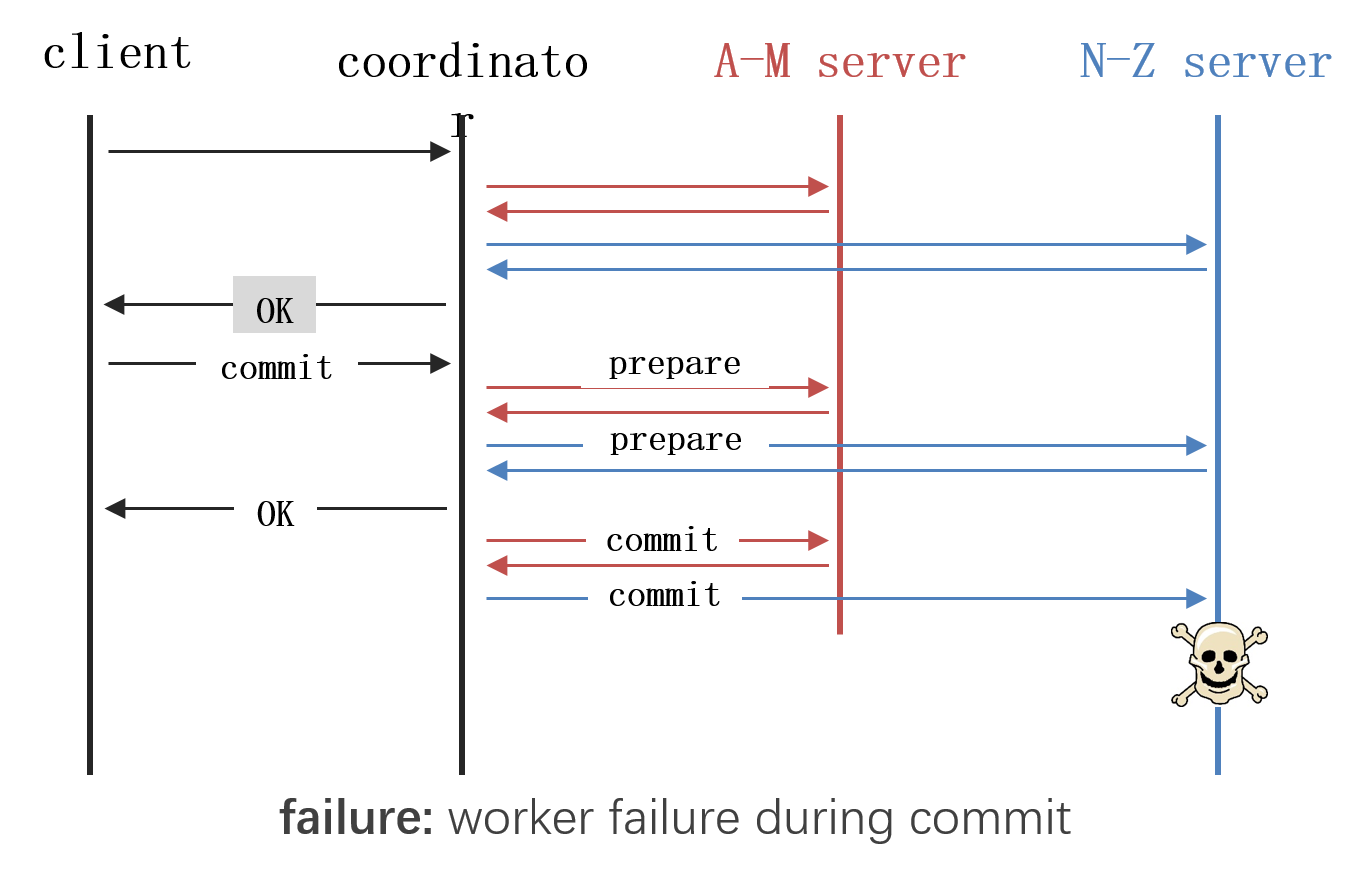 client
coordinato
r
A-M server
N-Z server
OK
commit
prepare
prepare
OK
commit
commit
failure: worker failure during commit